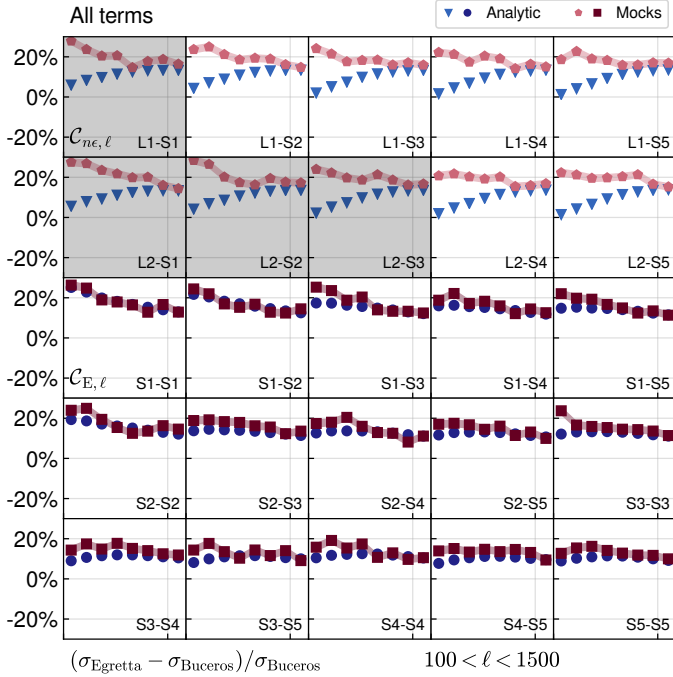 All terms
Analytic
Mocks
20%
0%
-20%
𝒞_{nϵ,ℓ}
L1-S1
L1-S2
L1-S3
L1-S4
L1-S5
20%
0%
-20%
L2-S1
L2-S2
L2-S3
L2-S4
L2-S5
20%
0%
-20%
𝒞_{E,ℓ}
S1-S1
S1-S2
S1-S3
S1-S4
S1-S5
20%
0%
-20%
S2-S2
S2-S3
S2-S4
S2-S5
S3-S3
20%
0%
-20%
S3-S4
S3-S5
S4-S4
S4-S5
S5-S5
(σ_Egretta − σ_Buceros)/σ_Buceros
100 < ℓ < 1500